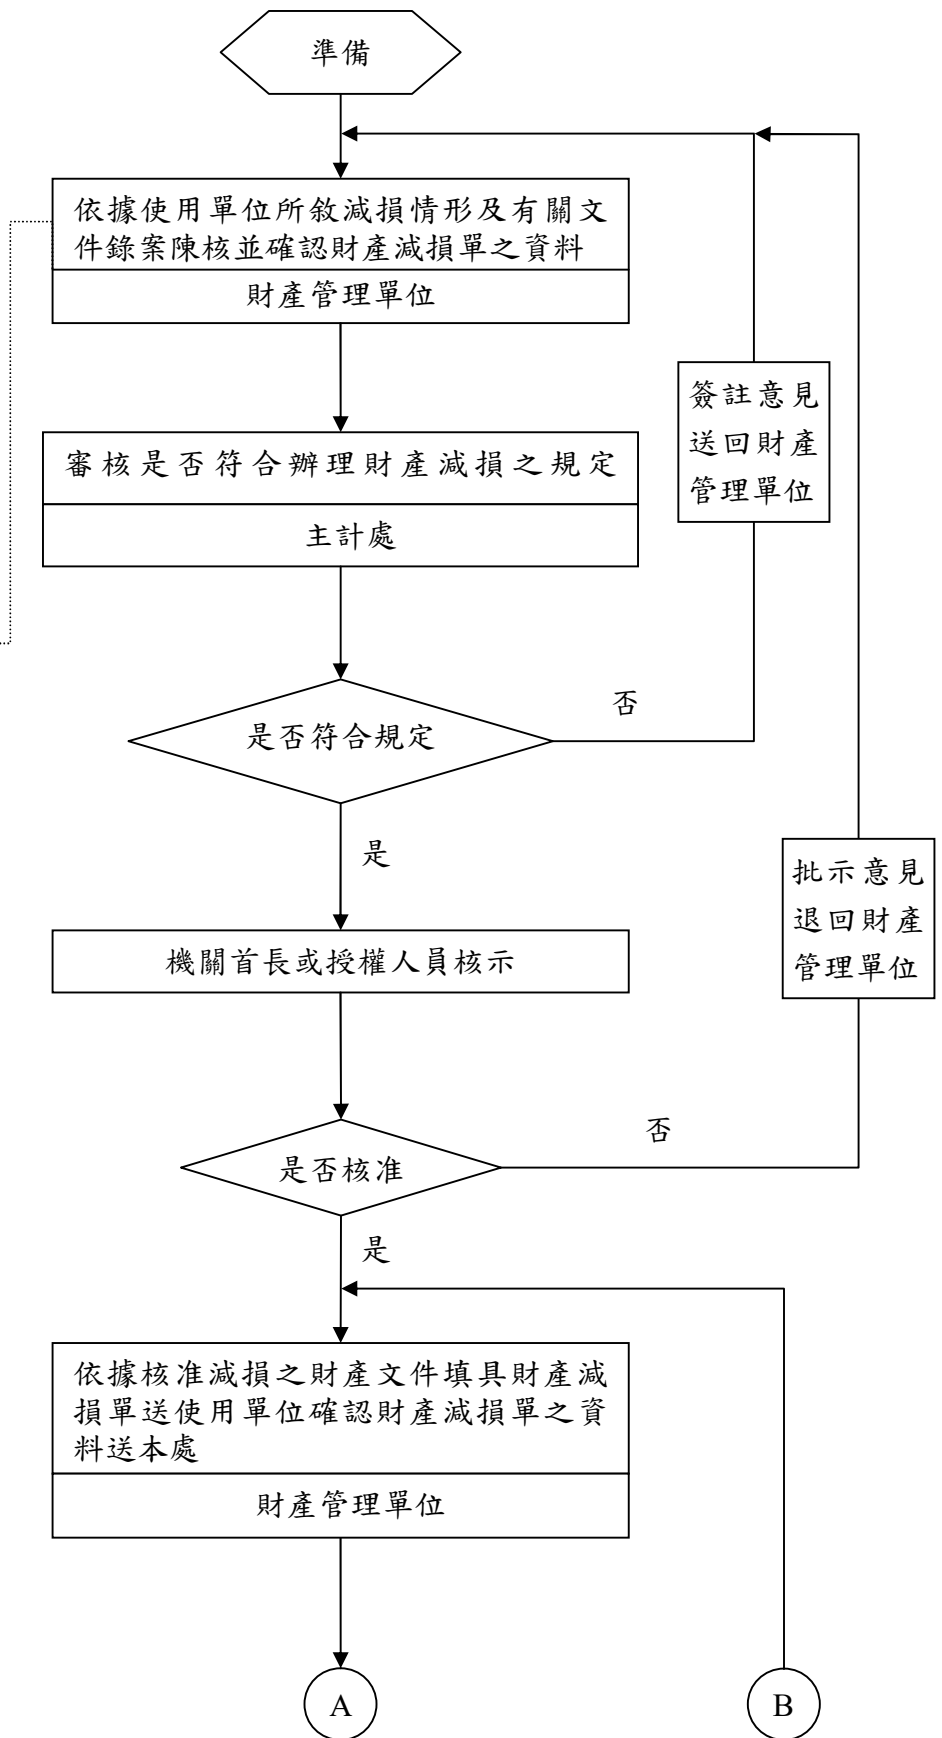 準備
依據使用單位所敘減損情形及有關文
件錄案陳核並確認財產減損單之資料
財產管理單位
簽註意見
送回財產
管理單位
審核是否符合辦理財產減損之規定
主計處
是否符合規定
否
是
批示意見
退回財產
管理單位
機關首長或授權人員核示
是否核准
否
是
依據核准減損之財產文件填具財產減
損單送使用單位確認財產減損單之資
料送本處
財產管理單位
A
B